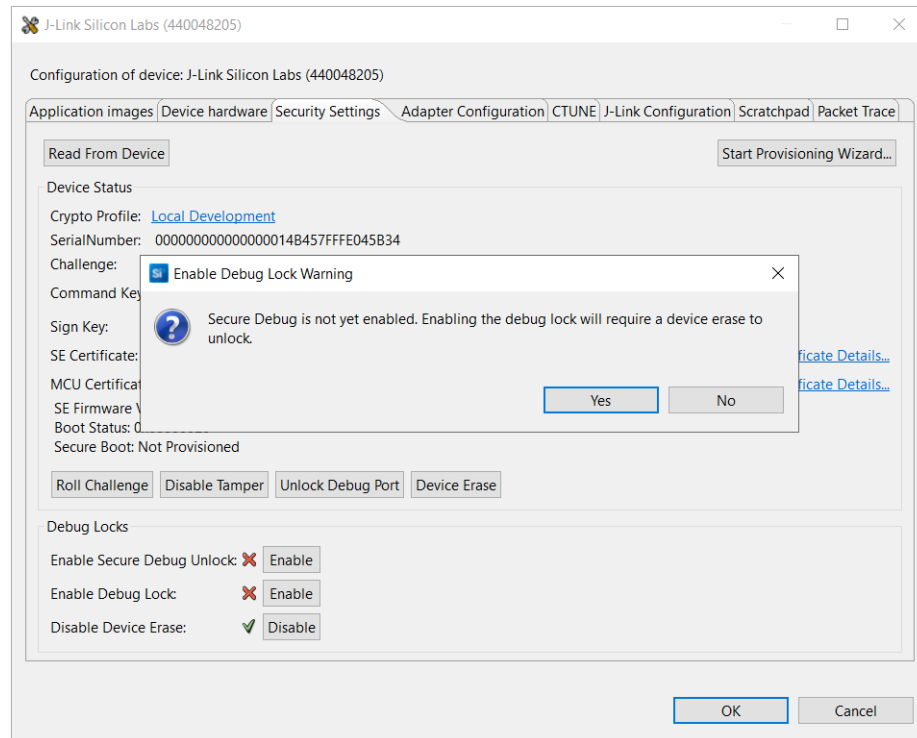 J-Link Silicon Labs (440048205)
Configuration of device: J-Link Silicon Labs (440048205)
Application images Device hardware Security Settings Adapter Configuration CTUNE J-Link Configuration Scratchpad Packet Trace
Read From Device Start Provisioning Wizard...
Device Status
Crypto Profile: Local Development
SerialNumber: 000000000000000014B457FFFE045B34
Challenge:
Si Enable Debug Lock Warning
Command Key
Secure Debug is not yet enabled. Enabling the debug lock will require a device erase to
unlock.
Sign Key:
SE Certificate: ficate Details...
MCU Certificat ficate Details...
Yes No
SE Firmware
Boot Status:
Secure Boot: Not Provisioned
Roll Challenge Disable Tamper Unlock Debug Port Device Erase
Debug Locks
Enable Secure Debug Unlock: Enable
Enable Debug Lock: Enable
Disable Device Erase: Disable
OK Cancel